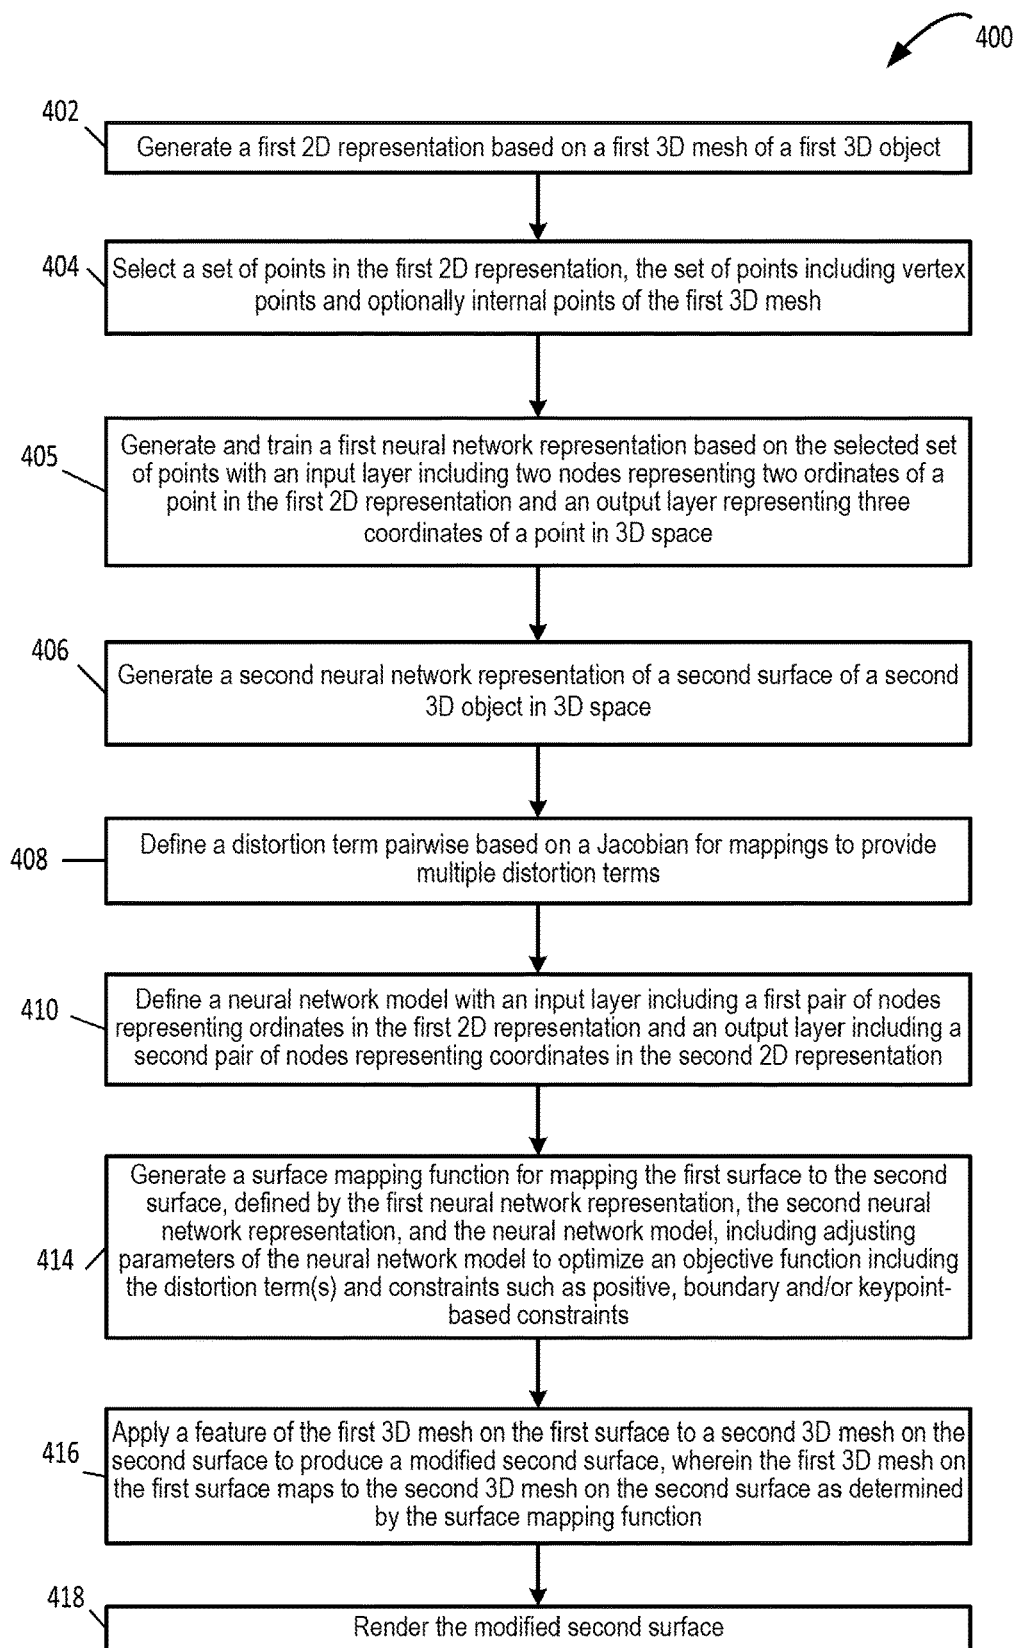 400
402
Generate a first 2D representation based on a first 3D mesh of a first 3D object
404
Select a set of points in the first 2D representation, the set of points including vertex
points and optionally internal points of the first 3D mesh
405
Generate and train a first neural network representation based on the selected set
of points with an input layer including two nodes representing two ordinates of a
point in the first 2D representation and an output layer representing three
coordinates of a point in 3D space
406
Generate a second neural network representation of a second surface of a second
3D object in 3D space
408
Define a distortion term pairwise based on a Jacobian for mappings to provide
multiple distortion terms
410
Define a neural network model with an input layer including a first pair of nodes
representing ordinates in the first 2D representation and an output layer including a
second pair of nodes representing coordinates in the second 2D representation
414
Generate a surface mapping function for mapping the first surface to the second
surface, defined by the first neural network representation, the second neural
network representation, and the neural network model, including adjusting
parameters of the neural network model to optimize an objective function including
the distortion term(s) and constraints such as positive, boundary and/or keypoint-
based constraints
416
Apply a feature of the first 3D mesh on the first surface to a second 3D mesh on the
second surface to produce a modified second surface, wherein the first 3D mesh on
the first surface maps to the second 3D mesh on the second surface as determined
by the surface mapping function
418
Render the modified second surface